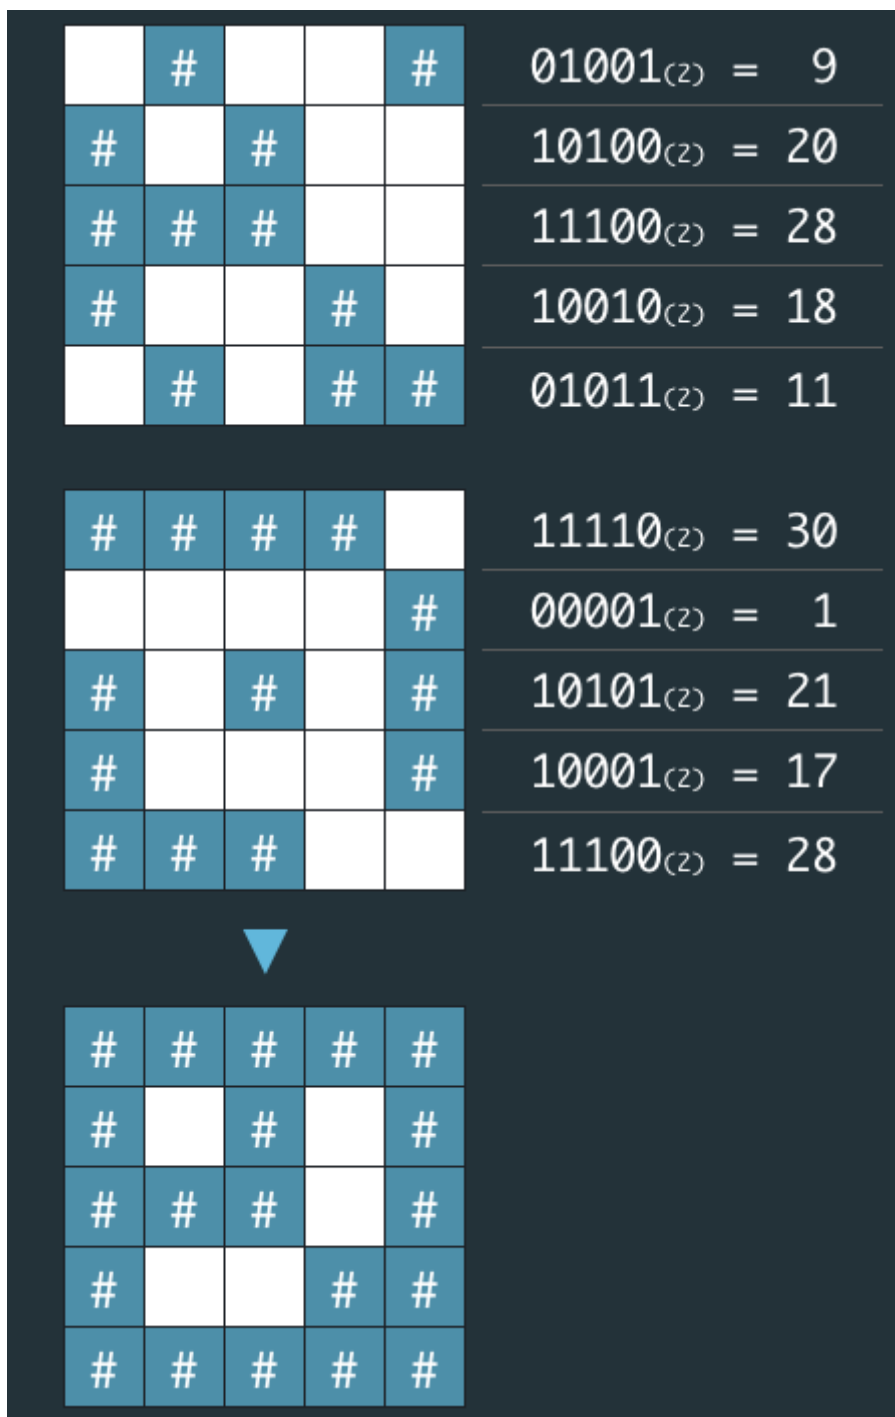 # # 01001(2) = 9
# # 10100(2) = 20
# # # 11100(2) = 28
# # 10010(2) = 18
# # # 01011(2) = 11
# # # # 11110(2) = 30
# 00001(2) = 1
# # # 10101(2) = 21
# # 10001(2) = 17
# # # 11100(2) = 28
# # # # #
# # #
# # # #
# # #
# # # # #